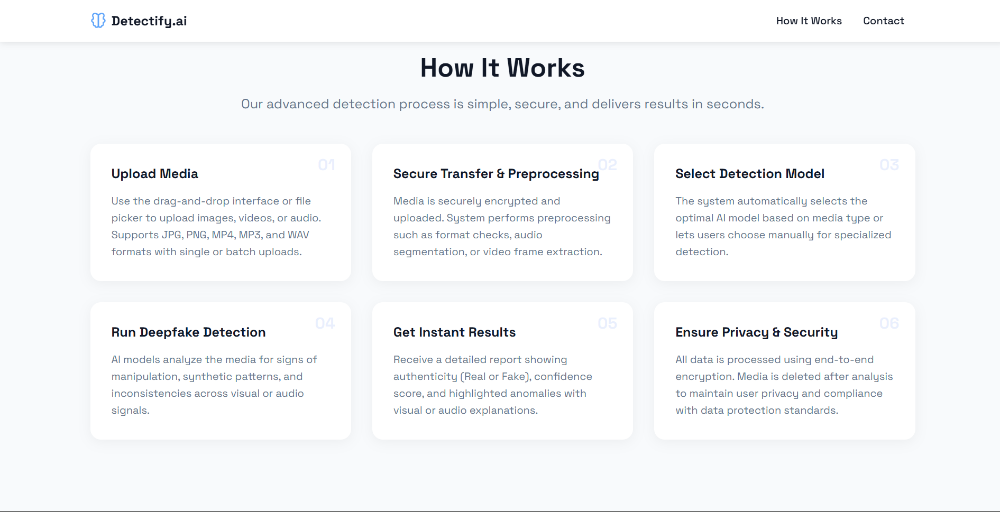 Detectify.ai
How It Works
Contact
How It Works
Our advanced detection process is simple, secure, and delivers results in seconds.
01
Upload Media
Use the drag-and-drop interface or file
picker to upload images, videos, or audio.
Supports JPG, PNG, MP4, MP3, and WAV
formats with single or batch uploads.
02
Secure Transfer & Preprocessing
Media is securely encrypted and
uploaded. System performs preprocessing
such as format checks, audio
segmentation, or video frame extraction.
03
Select Detection Model
The system automatically selects the
optimal AI model based on media type or
lets users choose manually for specialized
detection.
04
Run Deepfake Detection
AI models analyze the media for signs of
manipulation, synthetic patterns, and
inconsistencies across visual or audio
signals.
05
Get Instant Results
Receive a detailed report showing
authenticity (Real or Fake), confidence
score, and highlighted anomalies with
visual or audio explanations.
06
Ensure Privacy & Security
All data is processed using end-to-end
encryption. Media is deleted after analysis
to maintain user privacy and compliance
with data protection standards.